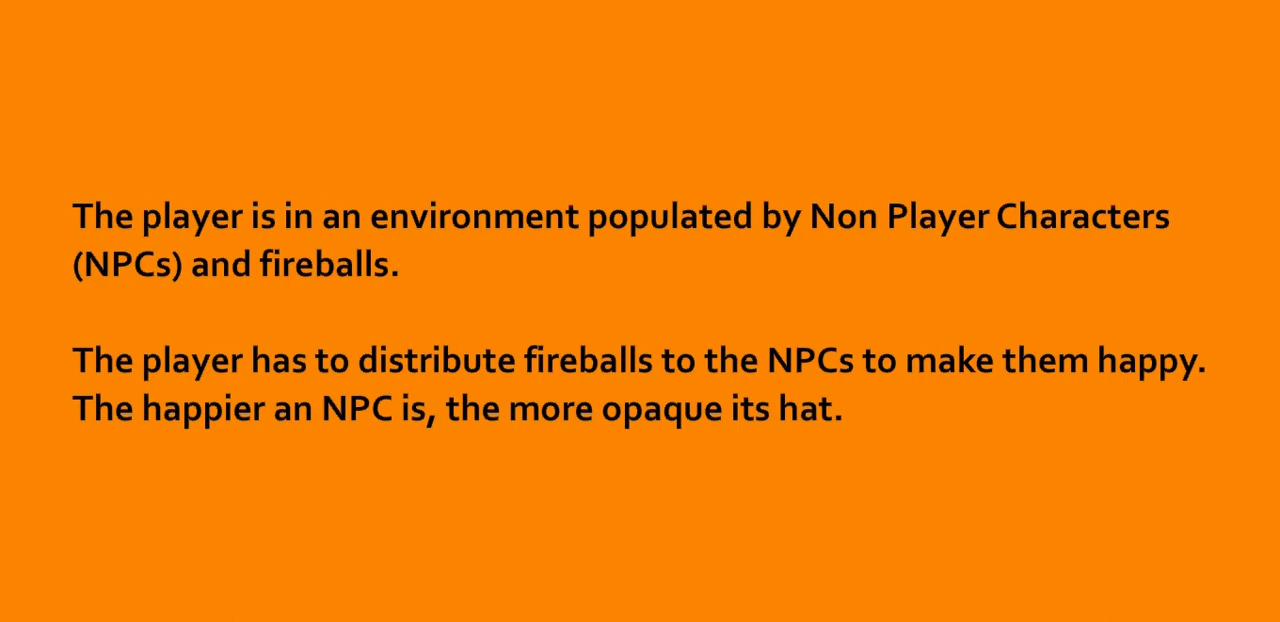 The player is in an environment populated by Non Player Characters
(NPCs) and fireballs.
The player has to distribute fireballs to the NPCs to make them happy.
The happier an NPC is, the more opaque its hat.